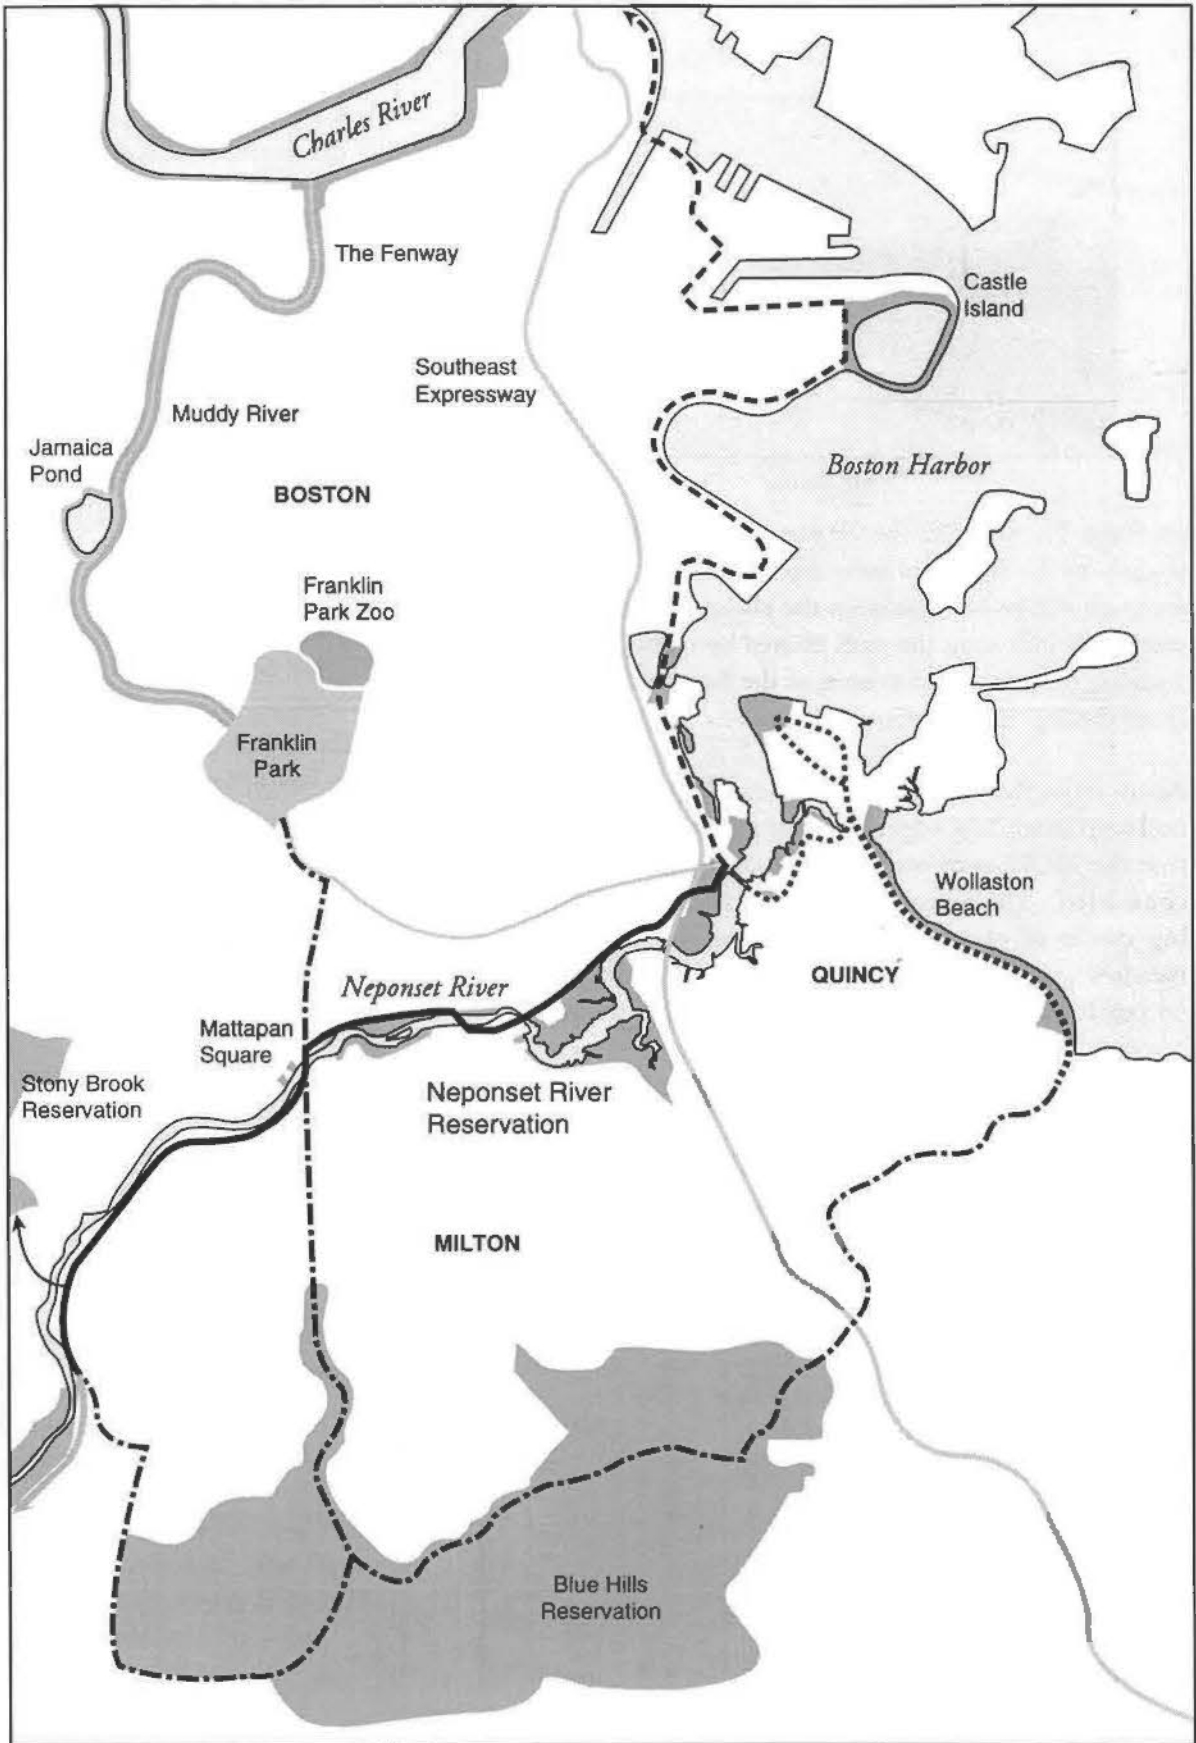 Charles River
The Fenway
Castle
Island
Southeast
Expressway
Muddy River
Jamaica
Pond
BOSTON
Boston Harbor
Franklin
Park Zoo
Franklin
Park
Wollaston
Beach
QUINCY
Neponset River
Mattapan
Square
Stony Brook
Reservation
Neponset River
Reservation
MILTON
Blue Hills
Reservation